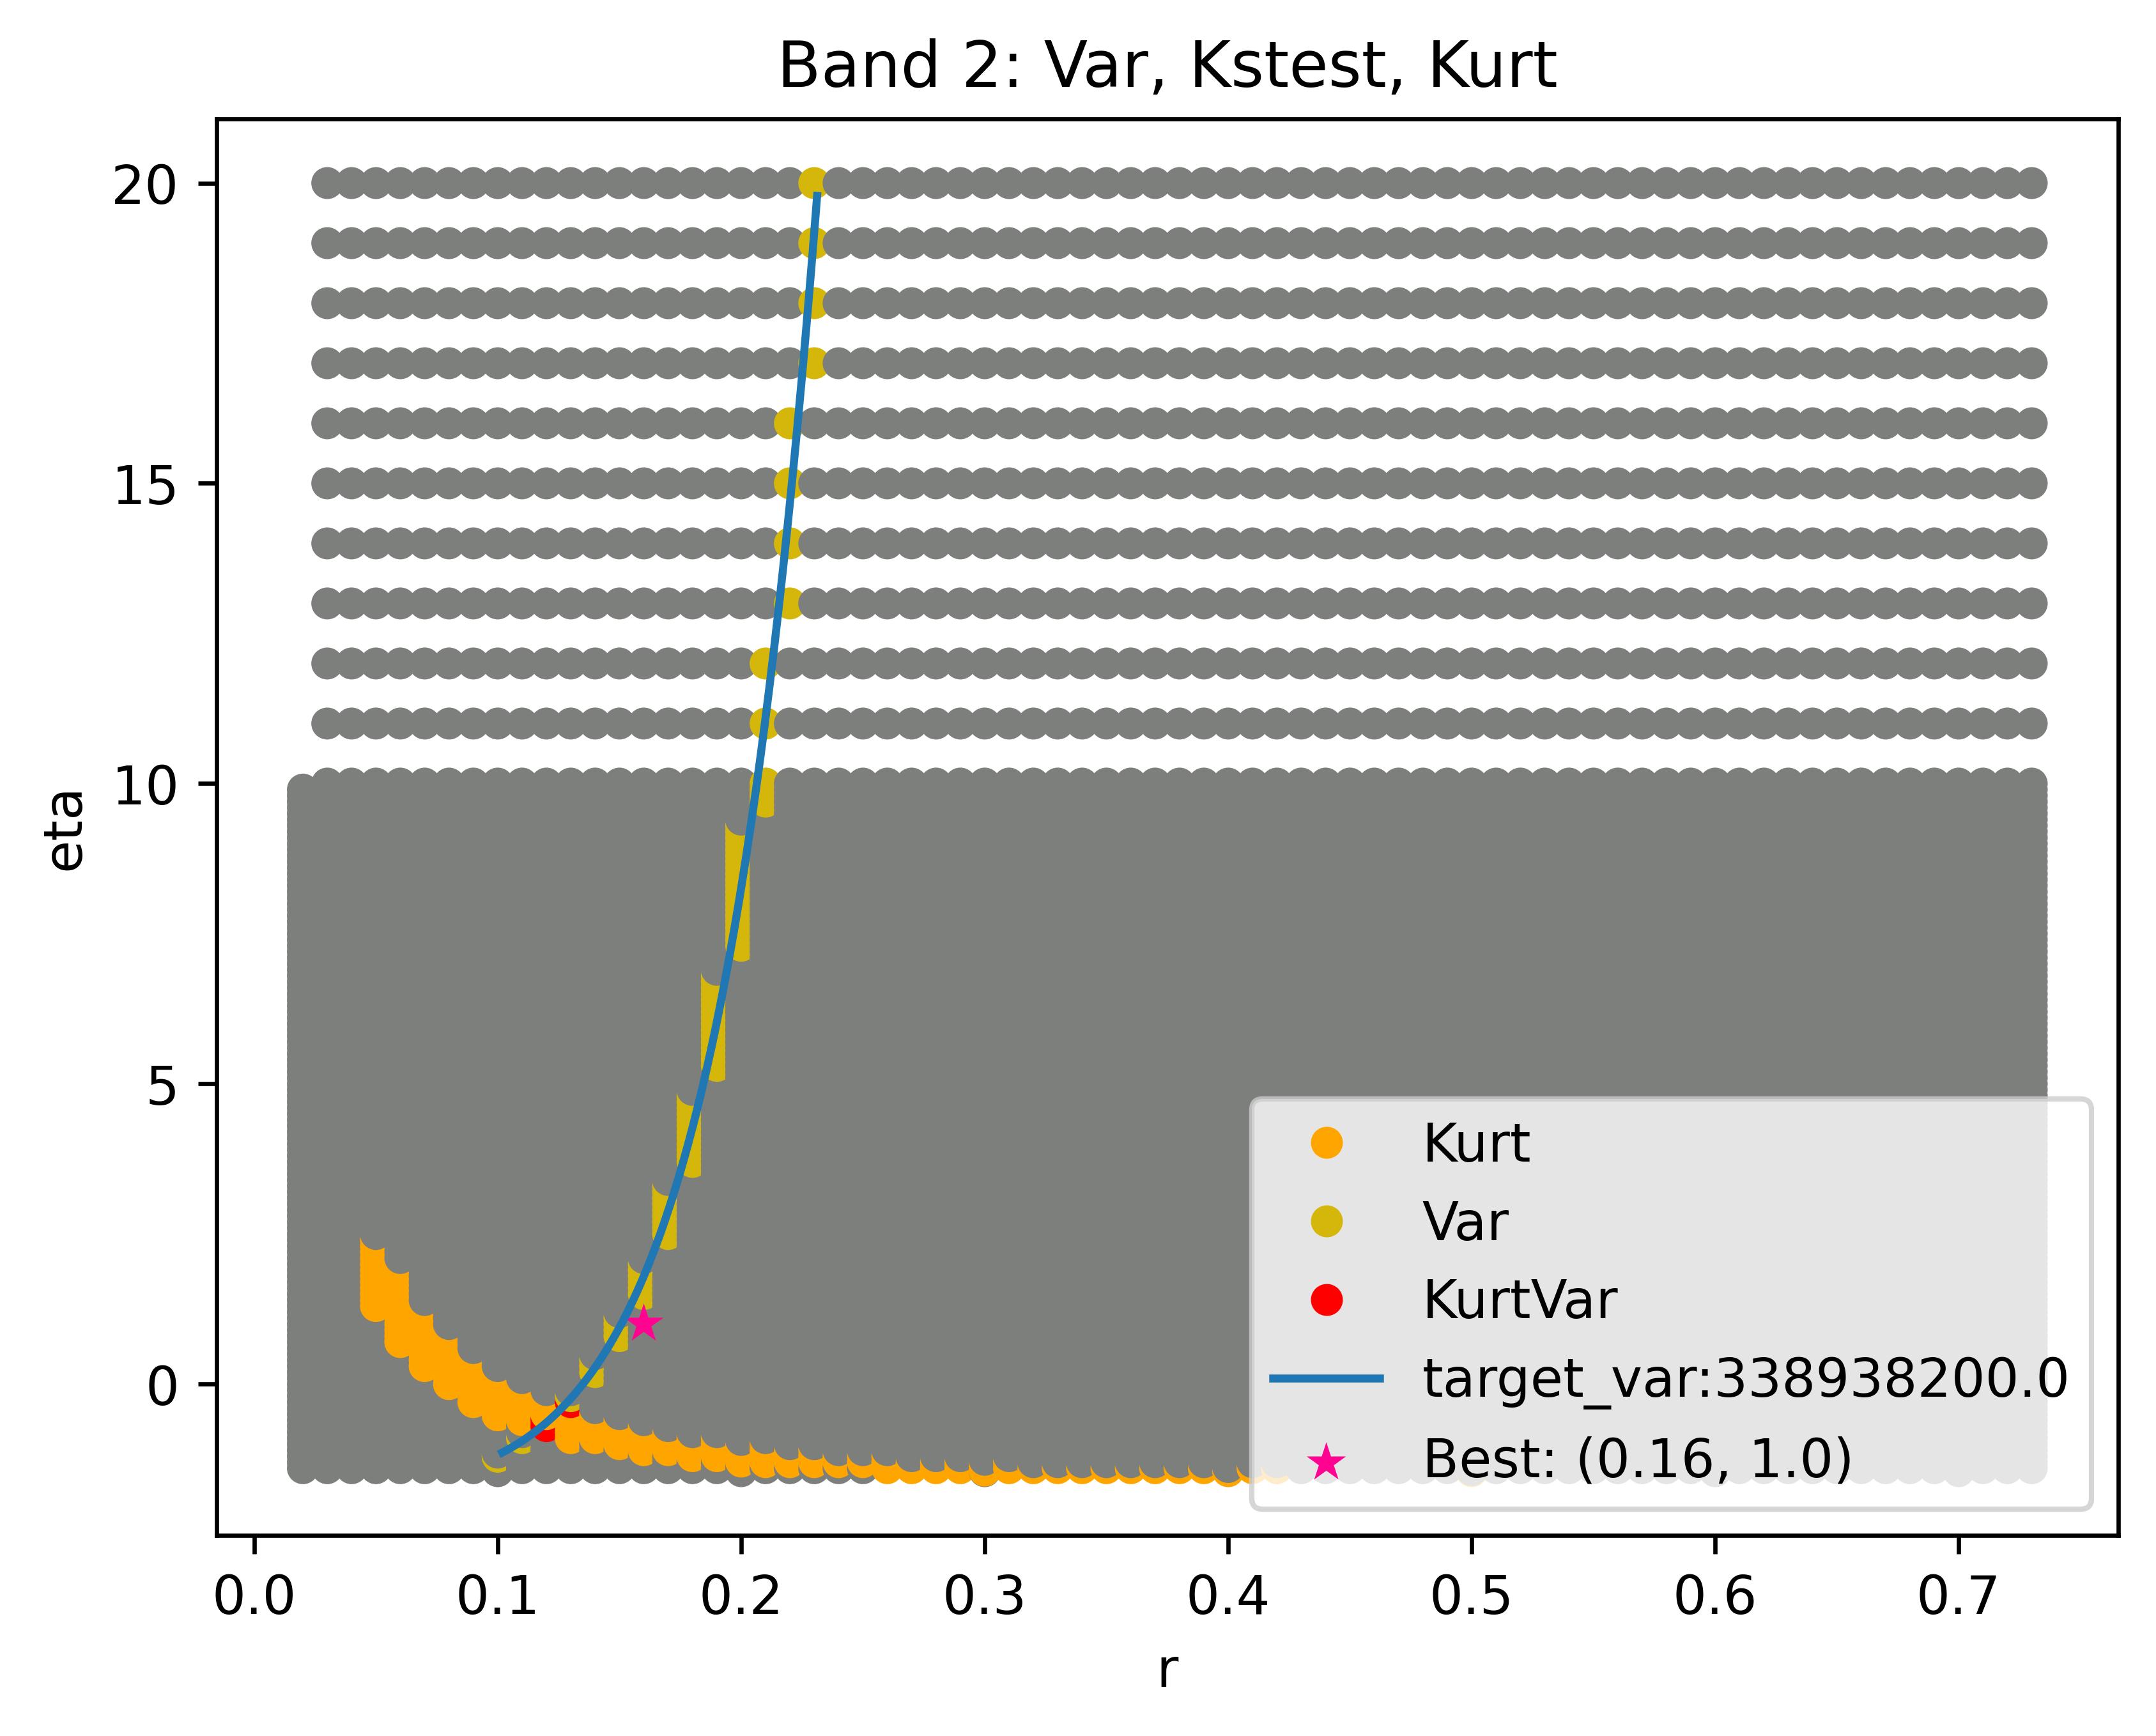 Band 2: Var, Kstest, Kurt
20
15
10
5
0
eta
Kurt
Var
KurtVar
target_var:338938200.0
Best: (0.16, 1.0)
0.0 0.1 0.2 0.3 0.4 0.5 0.6 0.7
r